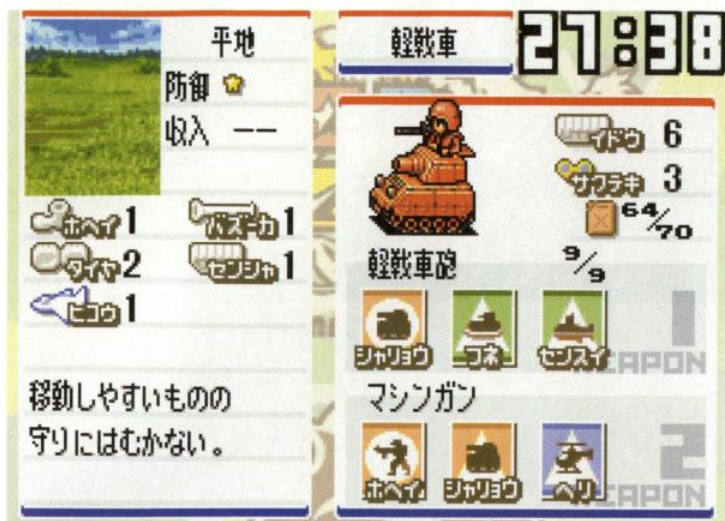 平地
防御
収入 --
ホヘイ 1
バズーカ 1
タイヤ 2
センシャ 1
ヒコウ 1
移動しやすいものの
守りにはむかない。
軽戦車
27:38
イドウ 6
サクテキ 3
64/70
軽戦車砲 9/9
シャリョウ
フネ
センスイ
WEAPON 1
マシンガン
ホヘイ
シャリョウ
ヘリ
WEAPON 2